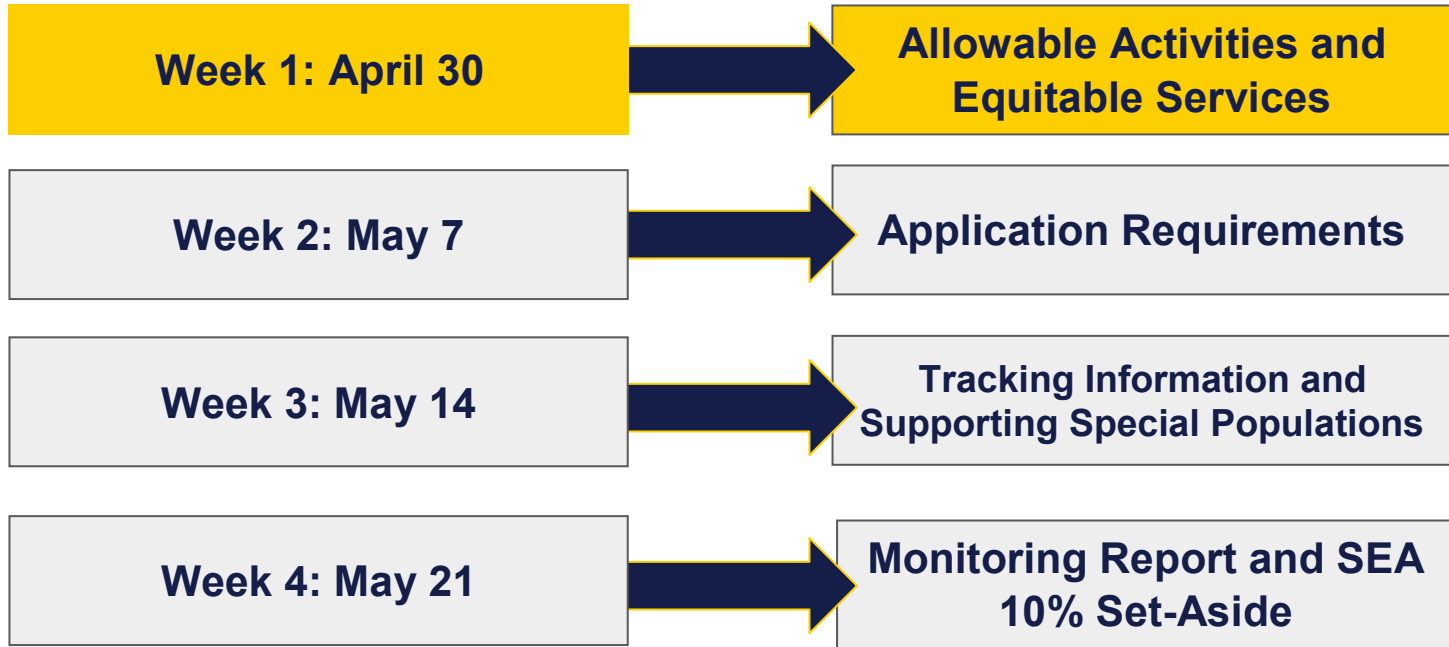 Week 1: April 30
Allowable Activities and
Equitable Services
Week 2: May 7
Application Requirements
Week 3: May 14
Tracking Information and
Supporting Special Populations
Week 4: May 21
Monitoring Report and SEA
10% Set-Aside